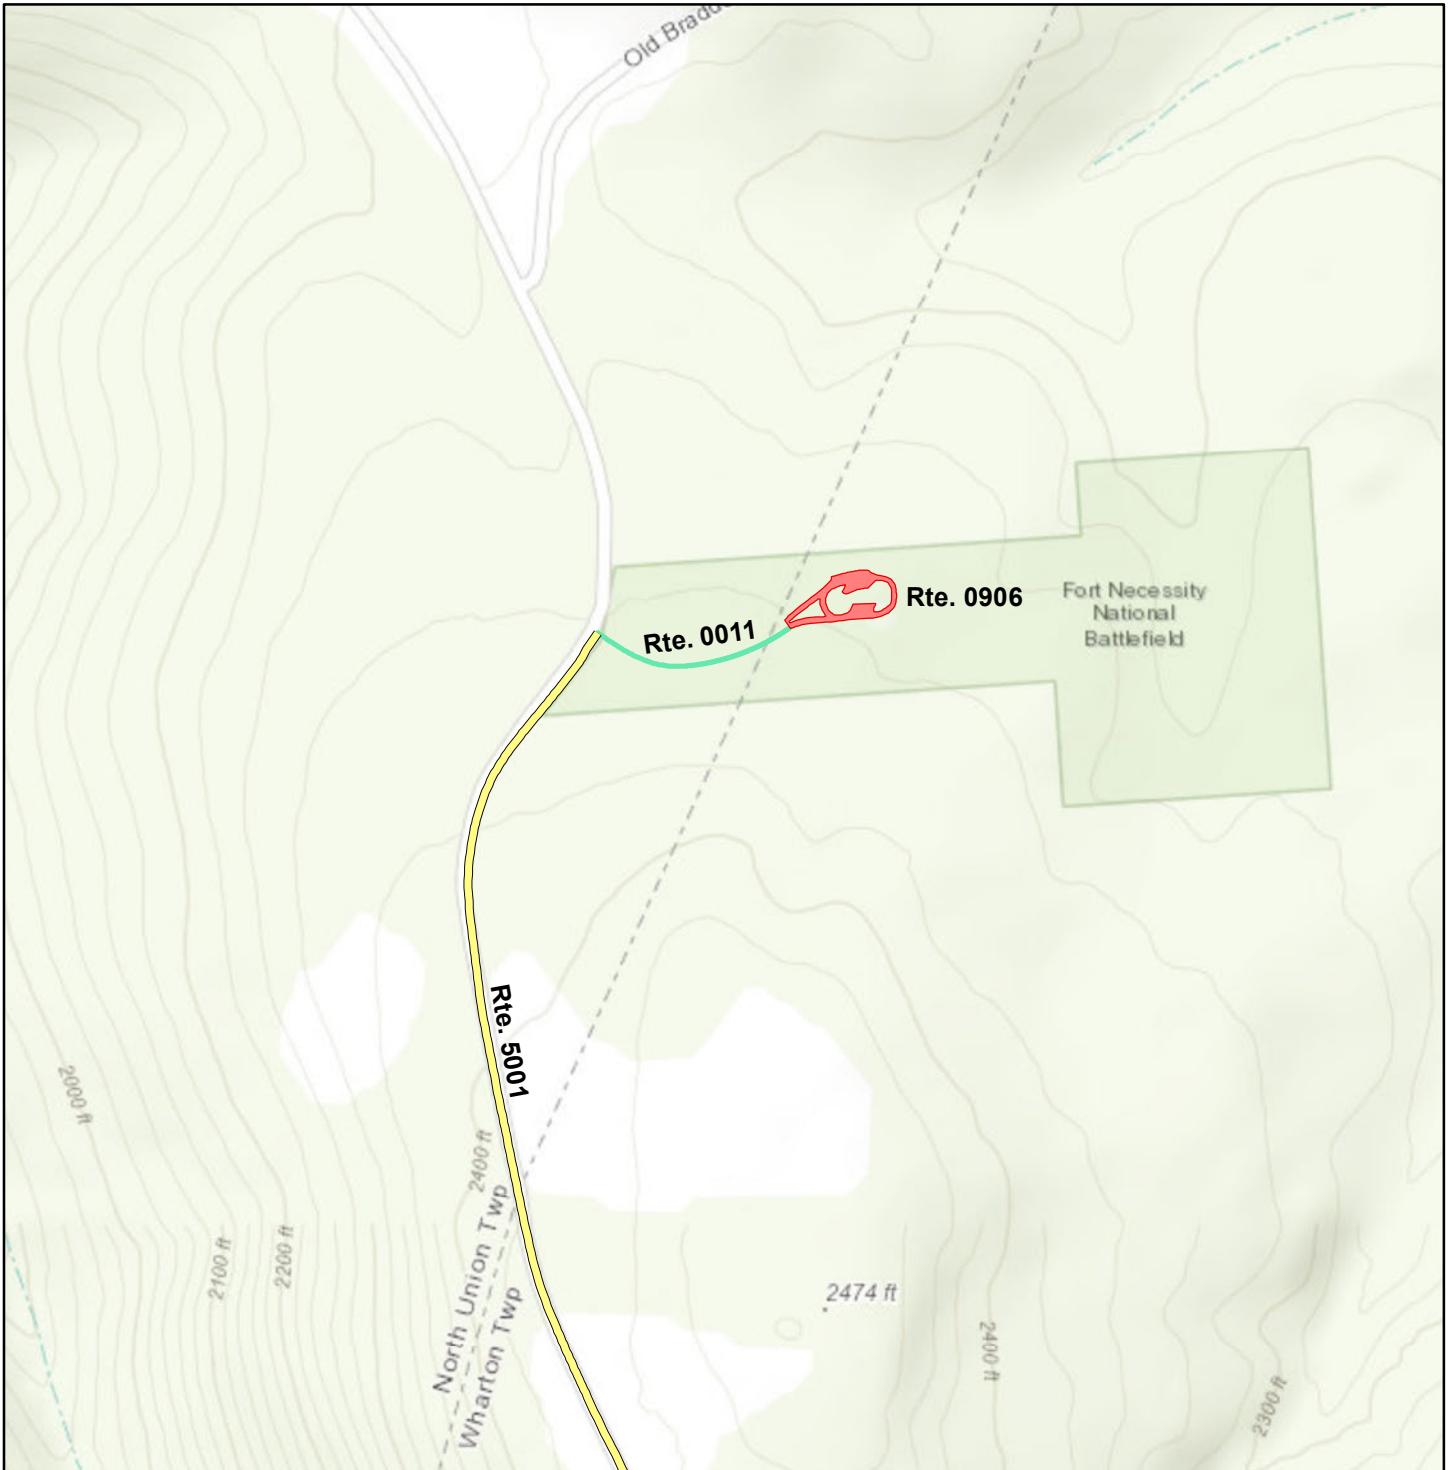 Old Braddo
Rte. 0906
Fort Necessity
National
Battlefield
Rte. 0011
Rte. 5001
2000 ft
2400 ft
North Union Twp
Wharton Twp
2100 ft
2200 ft
2474 ft
2400 ft
2300 ft